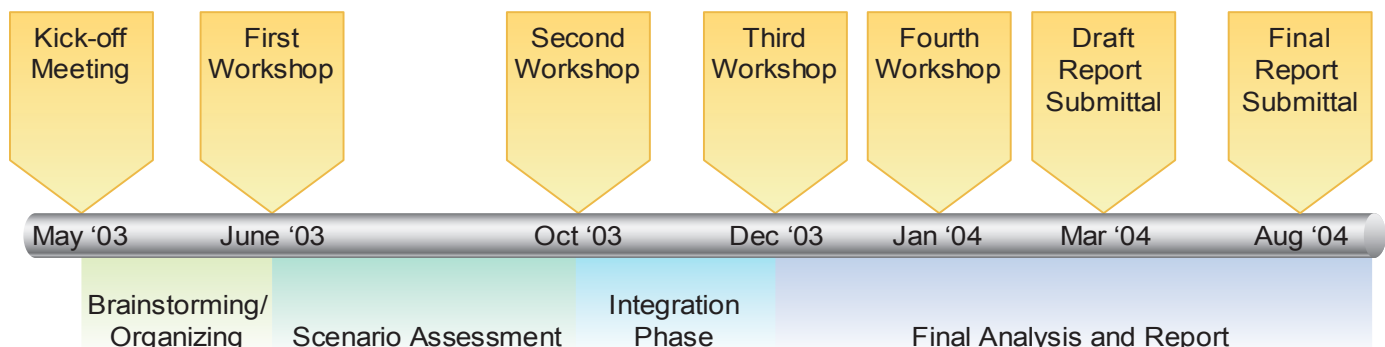 Kick-off
Meeting
First
Workshop
Second
Workshop
Third
Workshop
Fourth
Workshop
Draft
Report
Submittal
Final
Report
Submittal
May ‘03
June ‘03
Oct ‘03
Dec ‘03
Jan ‘04
Mar ‘04
Aug ‘04
Brainstorming/
Organizing
Scenario Assessment
Integration
Phase
Final Analysis and Report